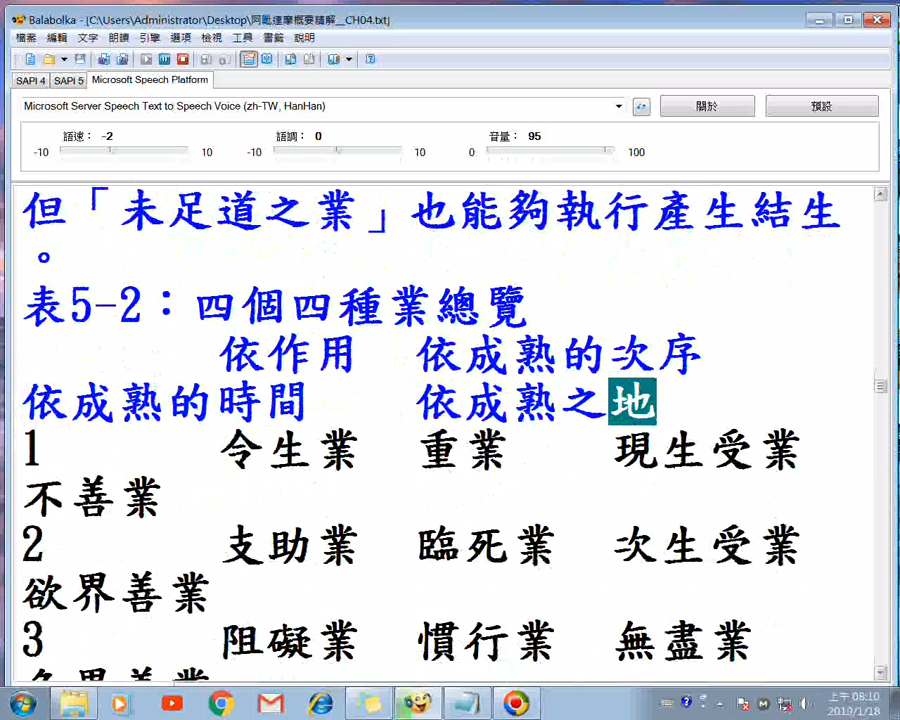 Balabolka - [C:\Users\Administrator\Desktop\阿毗達摩概要精解__CH04.txt]
檔案 編輯 文字 朗讀 引擎 選項 檢視 工具 書籤 說明
SAPI 4 SAPI 5 Microsoft Speech Platform
Microsoft Server Speech Text to Speech Voice (zh-TW, HanHan) 關於 預設
語速： -2 語調： 0 音量： 95
-10 10 -10 10 0 100
但「未足道之業」也能夠執行產生結生
。
表5-2：四個四種業總覽
依作用 依成熟的次序
依成熟的時間 依成熟之地
1 令生業 重業 現生受業
不善業
2 支助業 臨死業 次生受業
欲界善業
3 阻礙業 慣行業 無盡業
色界善業
上午 08:10
2019/1/18